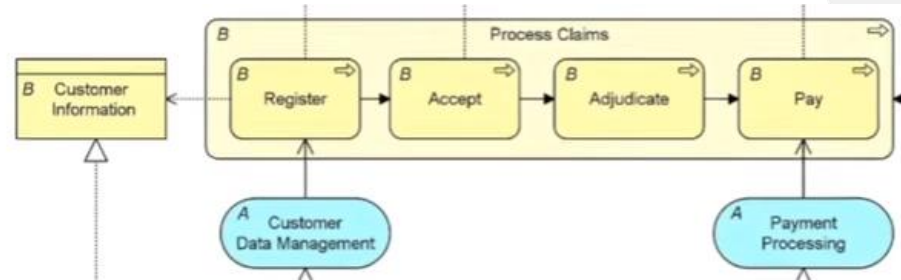 B
Process Claims
B
Customer
Information
B
Register
B
Accept
B
Adjudicate
B
Pay
A
Customer
Data Management
A
Payment
Processing